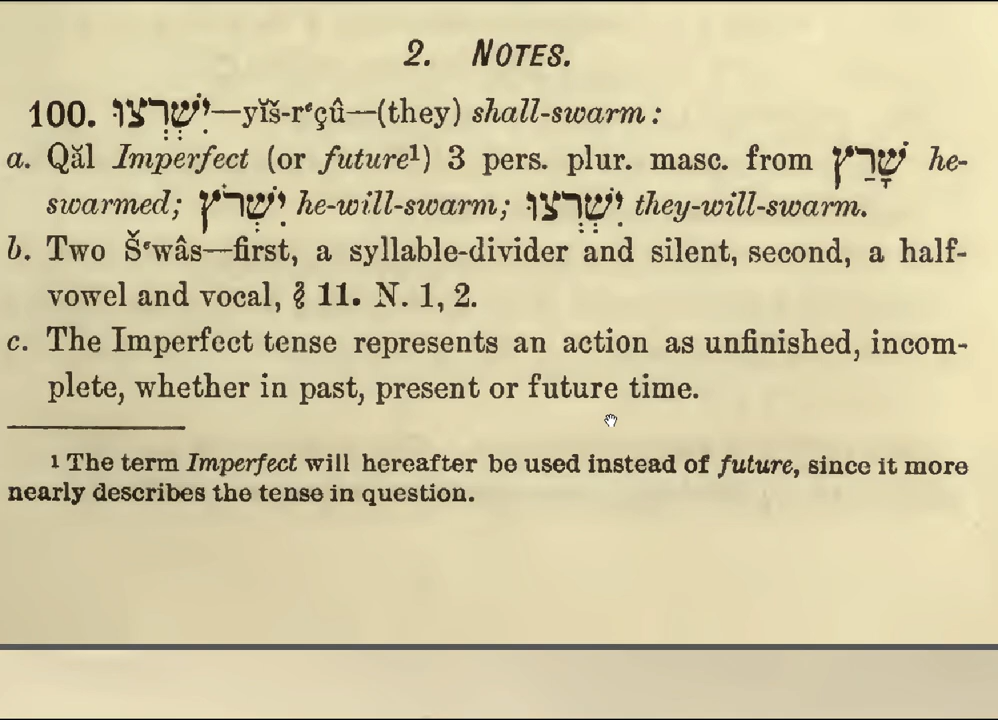 2. NOTES.
100. יִשְׁרְצוּ—yĭš-rᵉçû—(they) shall-swarm:
a. Qăl Imperfect (or future¹) 3 pers. plur. masc. from שָׁרַץ he-
swarmed; יִשְׁרֹץ he-will-swarm; יִשְׁרְצוּ they-will-swarm.
b. Two Šᵉwâs—first, a syllable-divider and silent, second, a half-
vowel and vocal, § 11. N. 1, 2.
c. The Imperfect tense represents an action as unfinished, incom-
plete, whether in past, present or future time.
¹ The term Imperfect will hereafter be used instead of future, since it more
nearly describes the tense in question.